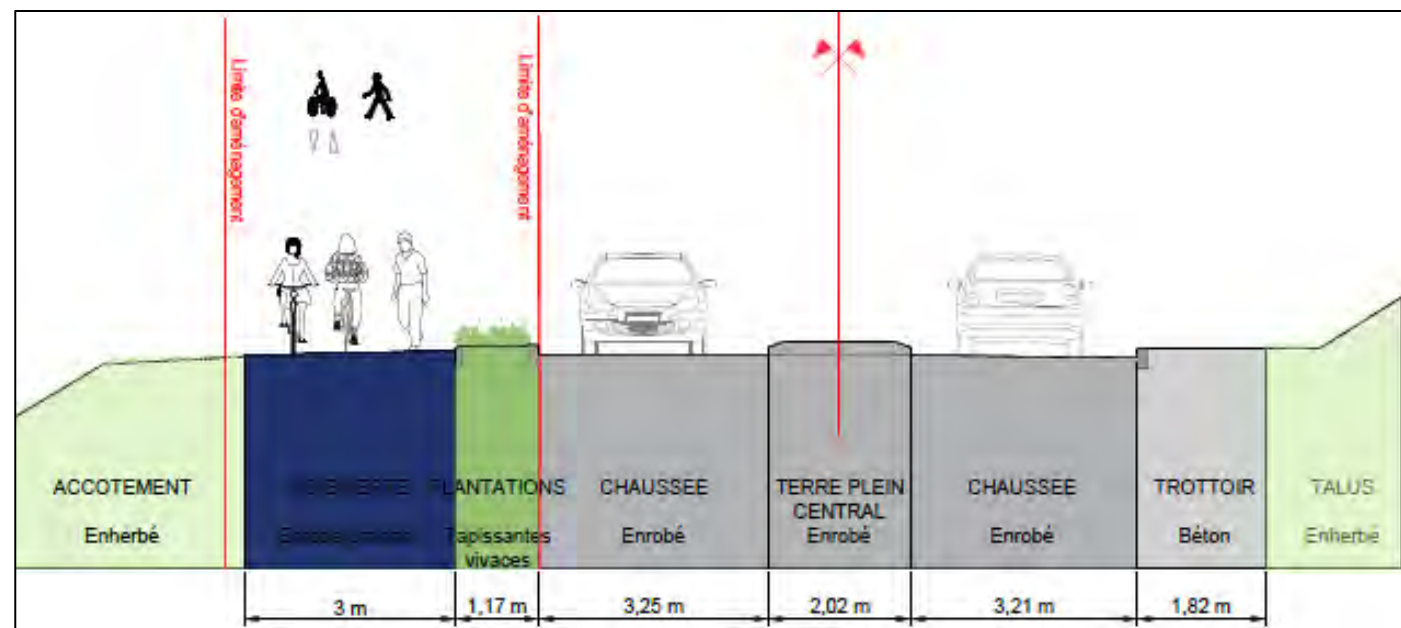 Limite d'aménagement
Limite d'aménagement
ACCOTEMENT
Enherbé
PLANTATIONS
Tapissantes
vivaces
CHAUSSEE
Enrobé
TERRE PLEIN
CENTRAL
Enrobé
CHAUSSEE
Enrobé
TROTTOIR
Béton
TALUS
Enherbé
3 m
1,17 m
3,25 m
2,02 m
3,21 m
1,82 m